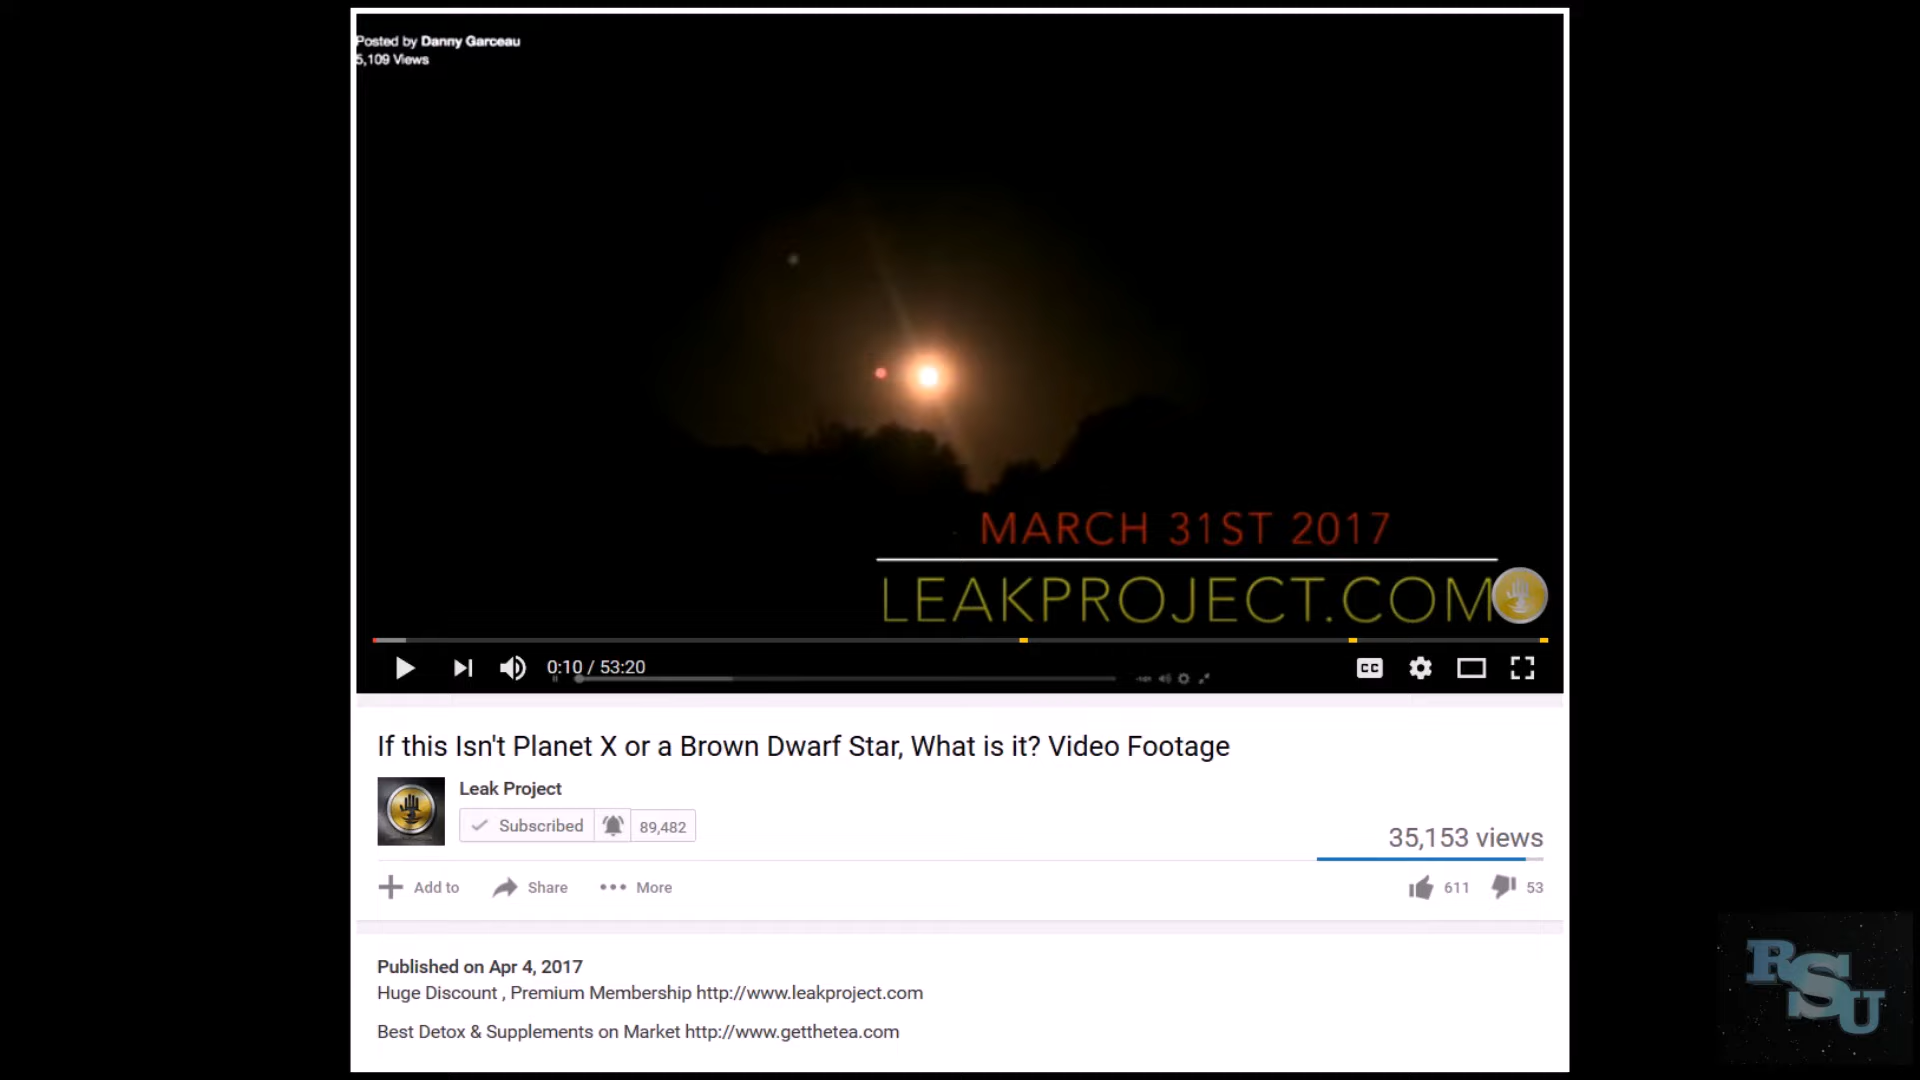 Posted by Danny Garceau
5,109 Views
MARCH 31ST 2017
LEAKPROJECT.COM
0:10 / 53:20
CC
If this Isn't Planet X or a Brown Dwarf Star, What is it? Video Footage
Leak Project
Subscribed
89,482
35,153 views
Add to
Share
More
611
53
Published on Apr 4, 2017
Huge Discount , Premium Membership http://www.leakproject.com
Best Detox & Supplements on Market http://www.getthetea.com
RSU